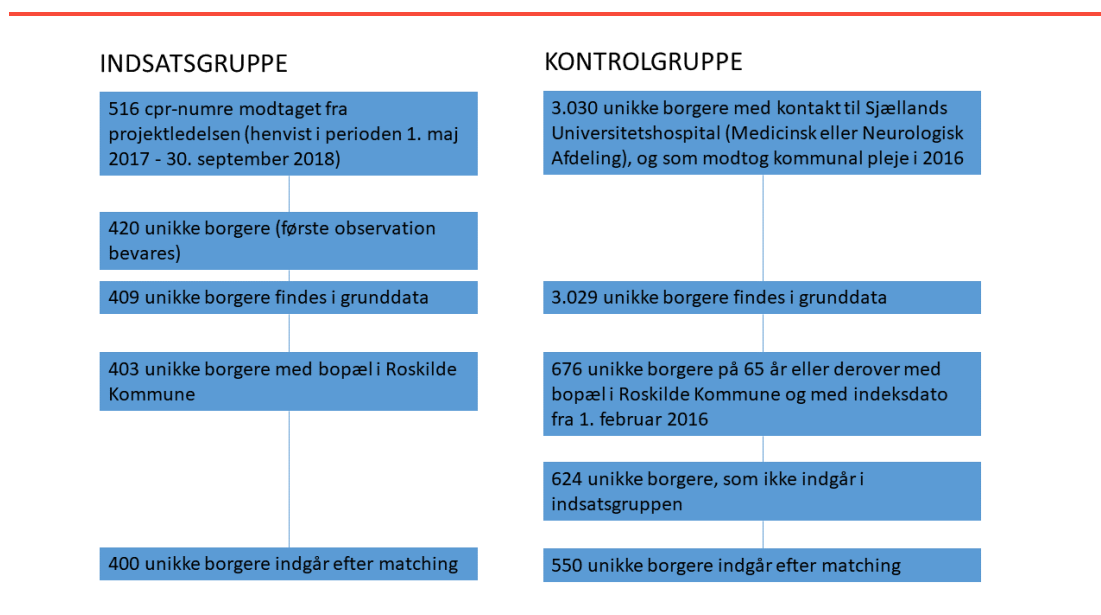 INDSATSGRUPPE
516 cpr-numre modtaget fra
projektledelsen (henvist i perioden 1. maj
2017 - 30. september 2018)
420 unikke borgere (første observation
bevares)
409 unikke borgere findes i grunddata
403 unikke borgere med bopæl i Roskilde
Kommune
400 unikke borgere indgår efter matching
KONTROLGRUPPE
3.030 unikke borgere med kontakt til Sjællands
Universitetshospital (Medicinsk eller Neurologisk
Afdeling), og som modtog kommunal pleje i 2016
3.029 unikke borgere findes i grunddata
676 unikke borgere på 65 år eller derover med
bopæl i Roskilde Kommune og med indeksdato
fra 1. februar 2016
624 unikke borgere, som ikke indgår i
indsatsgruppen
550 unikke borgere indgår efter matching